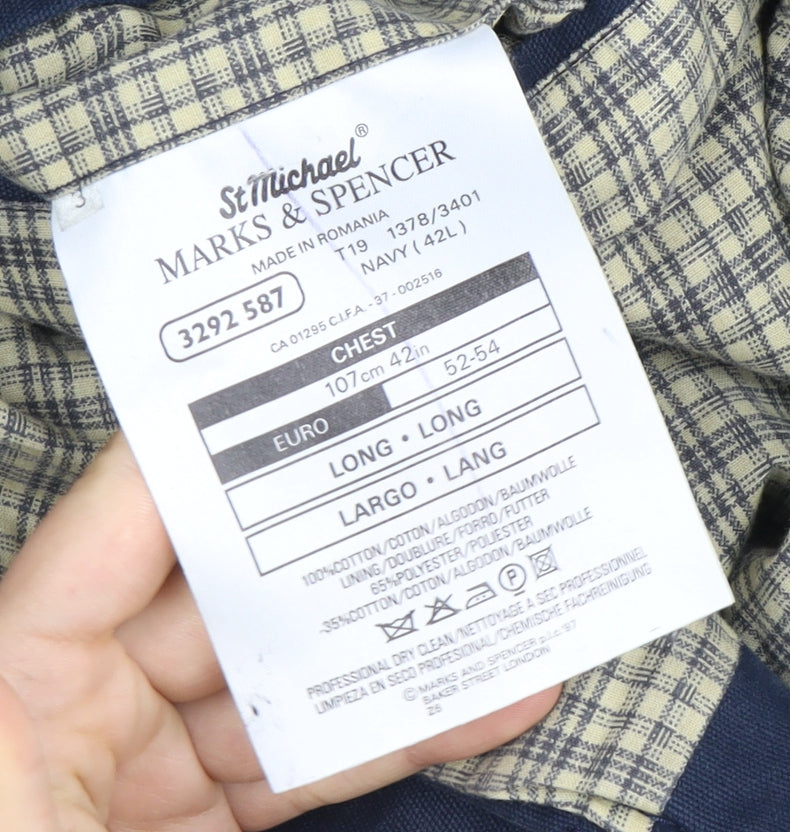 3
St Michael®
MARKS & SPENCER
MADE IN ROMANIA
T19 1378/3401
NAVY ( 42L )
3292 587
CA 01295 C.I.F.A. - 37 - 002516
CHEST
107cm 42in
EURO 52-54
LONG • LONG
LARGO • LANG
100%COTTON/COTON/ALGODON/BAUMWOLLE
LINING/DOUBLURE/FORRO/FUTTER
65%POLYESTER/POLIESTER
-35%COTTON/COTON/ALGODON/BAUMWOLLE
P
PROFESSIONAL DRY CLEAN/NETTOYAGE A SEC PROFESSIONNEL
LIMPIEZA EN SECO PROFESIONAL/CHEMISCHE FACHREINIGUNG
© MARKS AND SPENCER p.l.c. '97
BAKER STREET LONDON
26